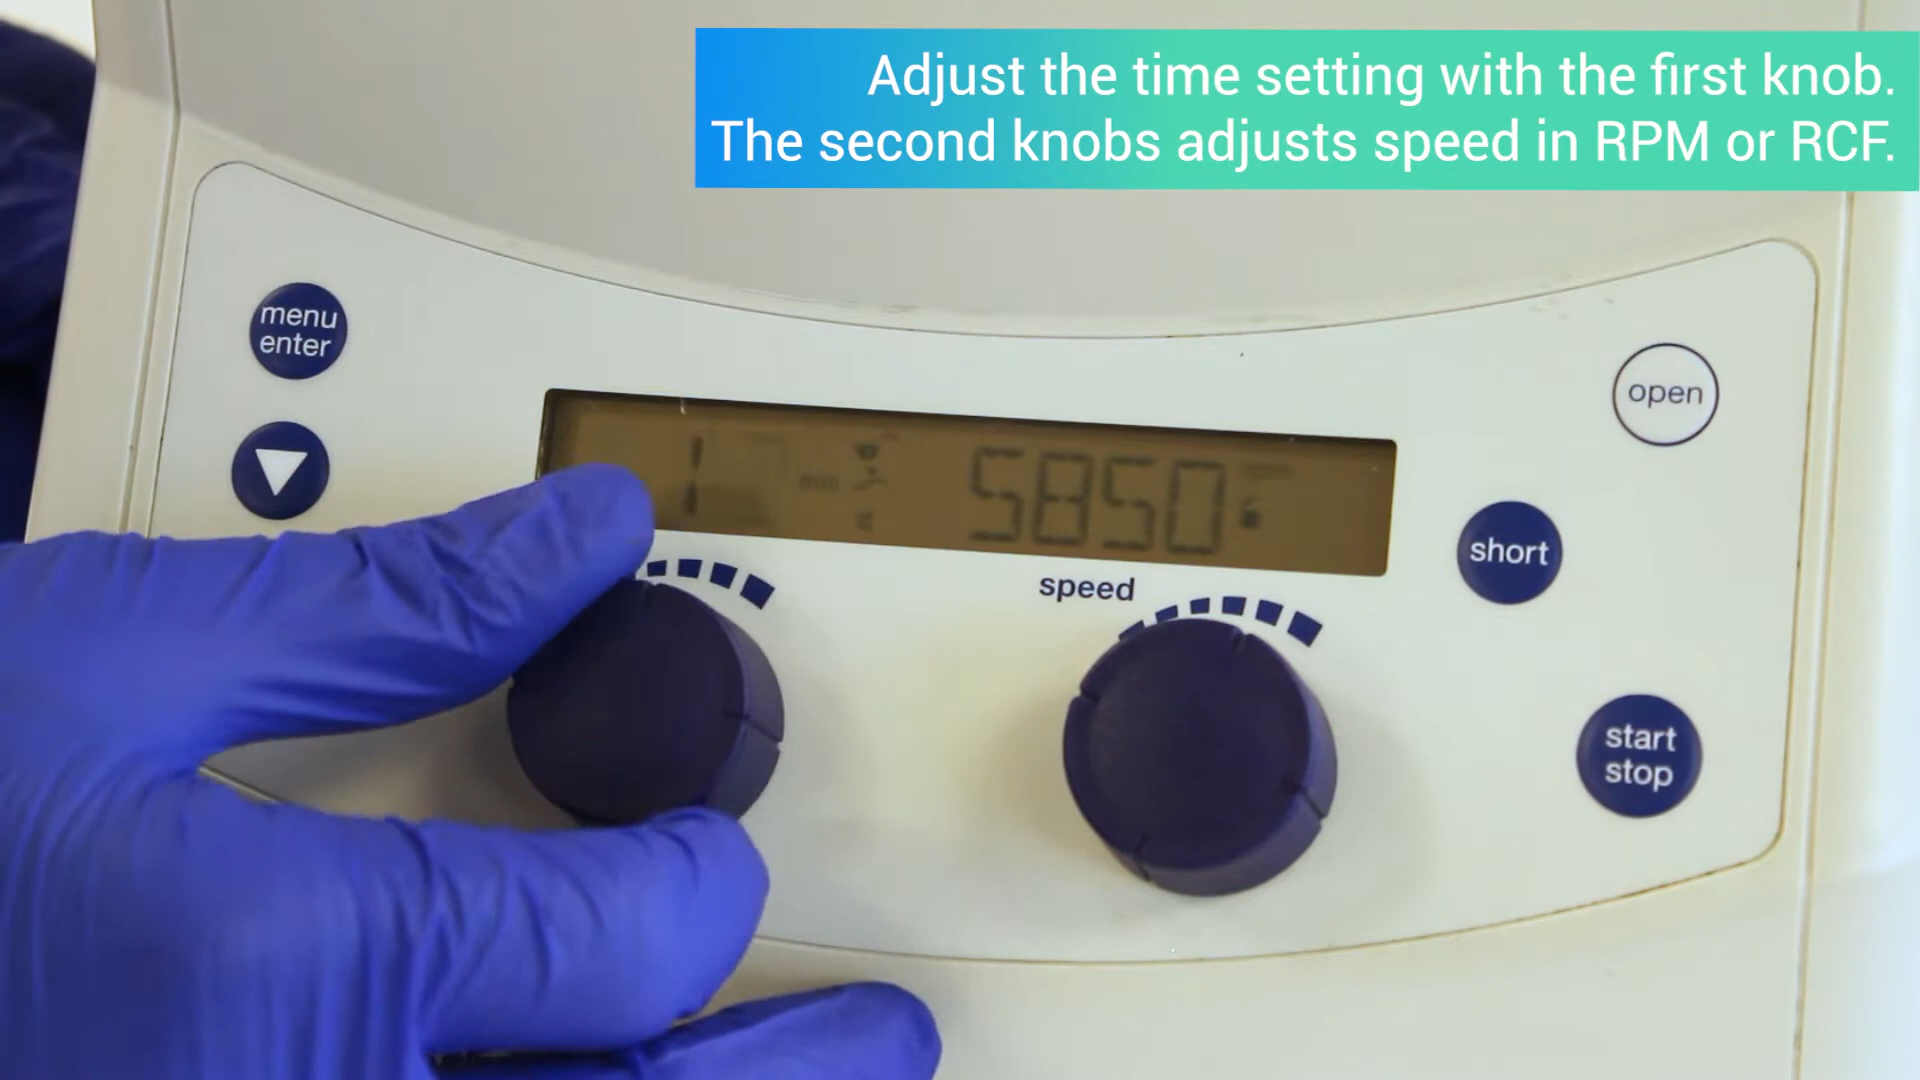 Adjust the time setting with the first knob.
The second knobs adjusts speed in RPM or RCF.
menu
enter
open
min
5850
short
speed
start
stop